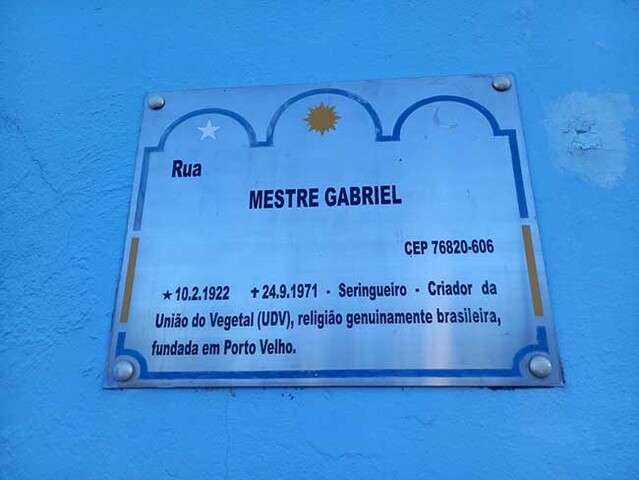 Rua
MESTRE GABRIEL
CEP 76820-606
★10.2.1922 ✝24.9.1971 - Seringueiro - Criador da
União do Vegetal (UDV), religião genuinamente brasileira,
fundada em Porto Velho.